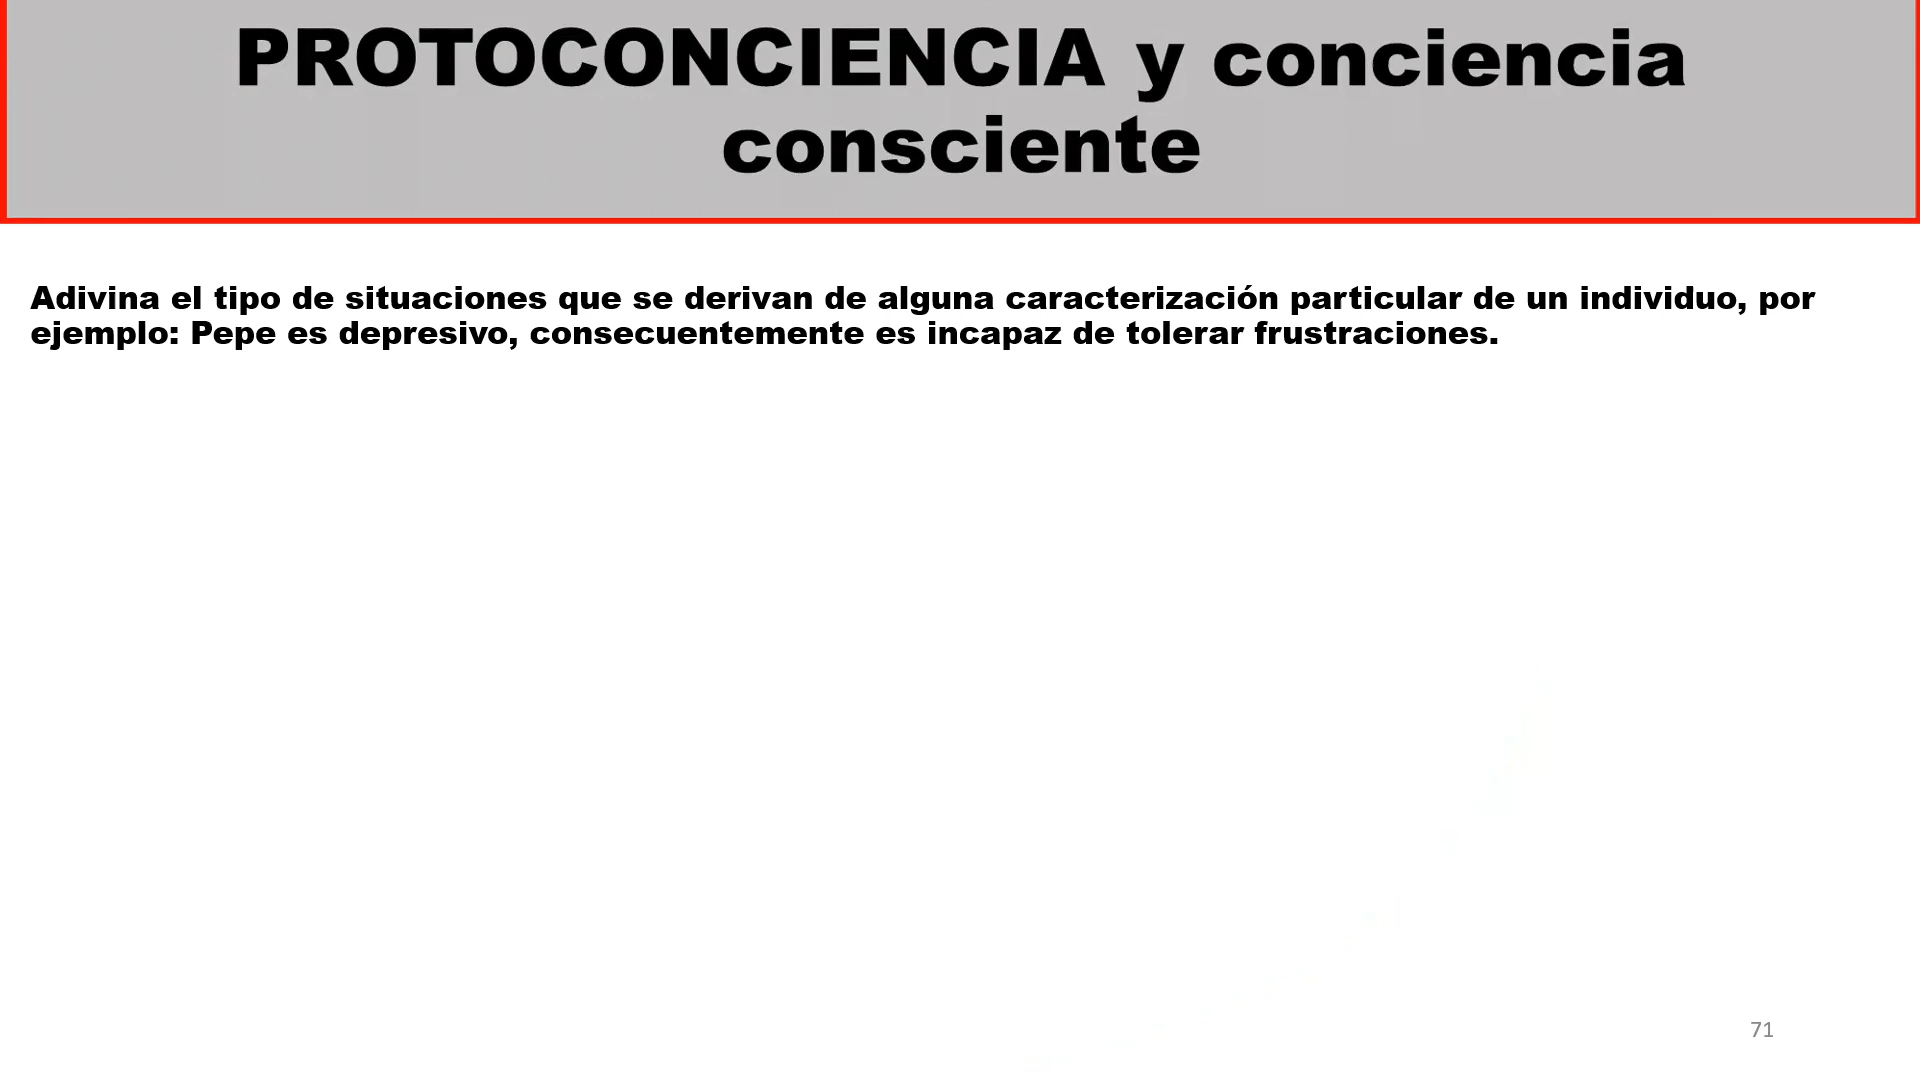 PROTOCONCIENCIA y conciencia
consciente
Adivina el tipo de situaciones que se derivan de alguna caracterización particular de un individuo, por
ejemplo: Pepe es depresivo, consecuentemente es incapaz de tolerar frustraciones.
71